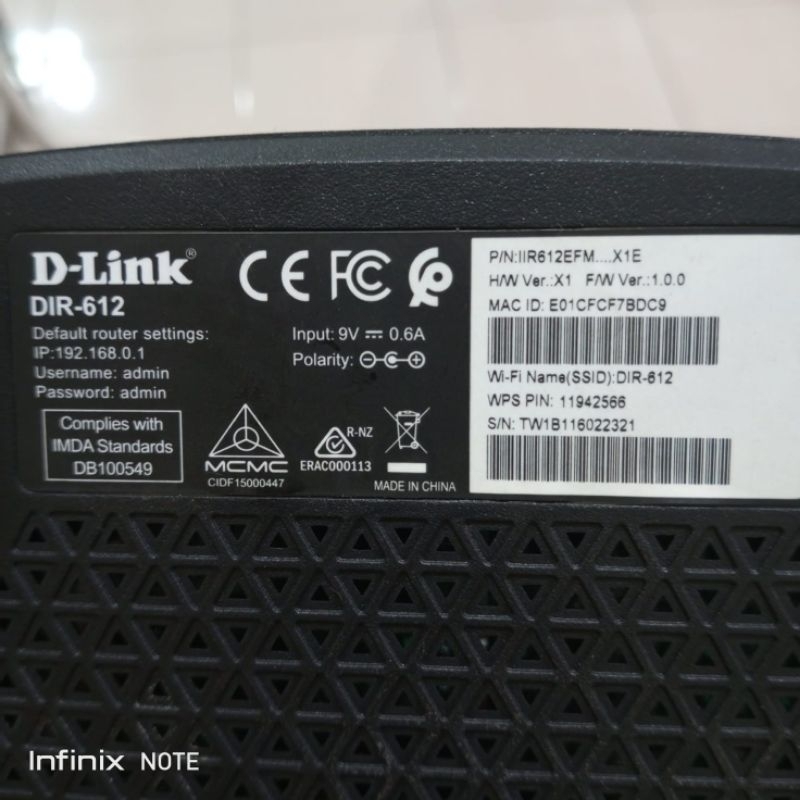 D-Link®
DIR-612
Default router settings:
IP:192.168.0.1
Username: admin
Password: admin
Complies with
IMDA Standards
DB100549
CE FC
Input: 9V ⎓ 0.6A
Polarity:
MCMC
CIDF15000447
R-NZ
ERAC000113
MADE IN CHINA
P/N:IIR612EFM....X1E
H/W Ver.:X1 F/W Ver.:1.0.0
MAC ID: E01CFCF7BDC9
Wi-Fi Name(SSID):DIR-612
WPS PIN: 11942566
S/N: TW1B116022321
Infinix NOTE